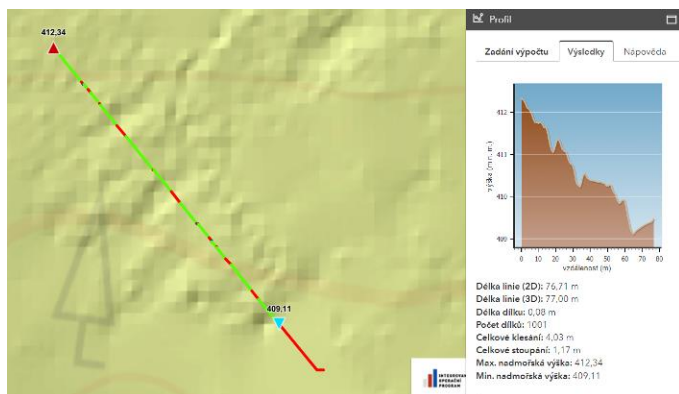 412,34
409,11
INTEGROVANÝ
OPERAČNÍ
PROGRAM
Profil
Zadání výpočtu Výsledky Nápověda
412
411
410
409
výška (m n. m.)
0 10 20 30 40 50 60 70 80
vzdálenost (m)
Délka linie (2D): 76,71 m
Délka linie (3D): 77,00 m
Délka dílku: 0,08 m
Počet dílků: 1001
Celkové klesání: 4,03 m
Celkové stoupání: 1,17 m
Max. nadmořská výška: 412,34
Min. nadmořská výška: 409,11